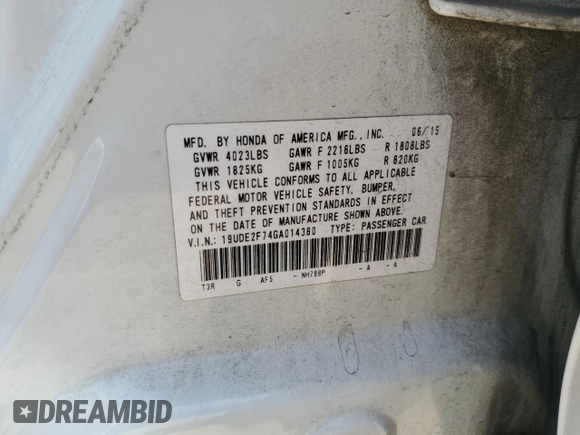 MFD. BY HONDA OF AMERICA MFG., INC. 06/15
GVWR 4023LBS GAWR F 2216LBS R 1808LBS
GVWR 1825KG GAWR F 1005KG R 820KG
THIS VEHICLE CONFORMS TO ALL APPLICABLE
FEDERAL MOTOR VEHICLE SAFETY, BUMPER,
AND THEFT PREVENTION STANDARDS IN EFFECT
ON THE DATE OF MANUFACTURE SHOWN ABOVE.
V.I.N.: 19UDE2F74GA014380 TYPE: PASSENGER CAR
T3R G AF5 - NH788P - A - A
DREAMBID